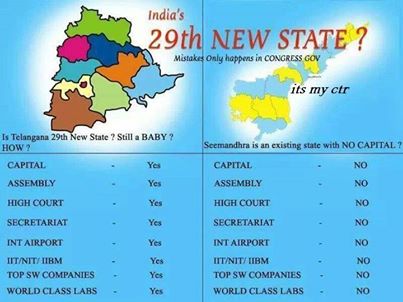 India's
29th NEW STATE ?
Mistakes Only happens in CONGRESS GOV
its my ctr
Is Telangana 29th New State ? Still a BABY ?
HOW ?
Seemandhra is an existing state with NO CAPITAL ?
CAPITAL - Yes
ASSEMBLY - Yes
HIGH COURT - Yes
SECRETARIAT - Yes
INT AIRPORT - Yes
IIT/NIT/ IIBM - Yes
TOP SW COMPANIES - Yes
WORLD CLASS LABS - Yes
CAPITAL - NO
ASSEMBLY - NO
HIGH COURT - NO
SECRETARIAT - NO
INT AIRPORT - NO
IIT/NIT/ IIBM - NO
TOP SW COMPANIES - NO
WORLD CLASS LABS - NO